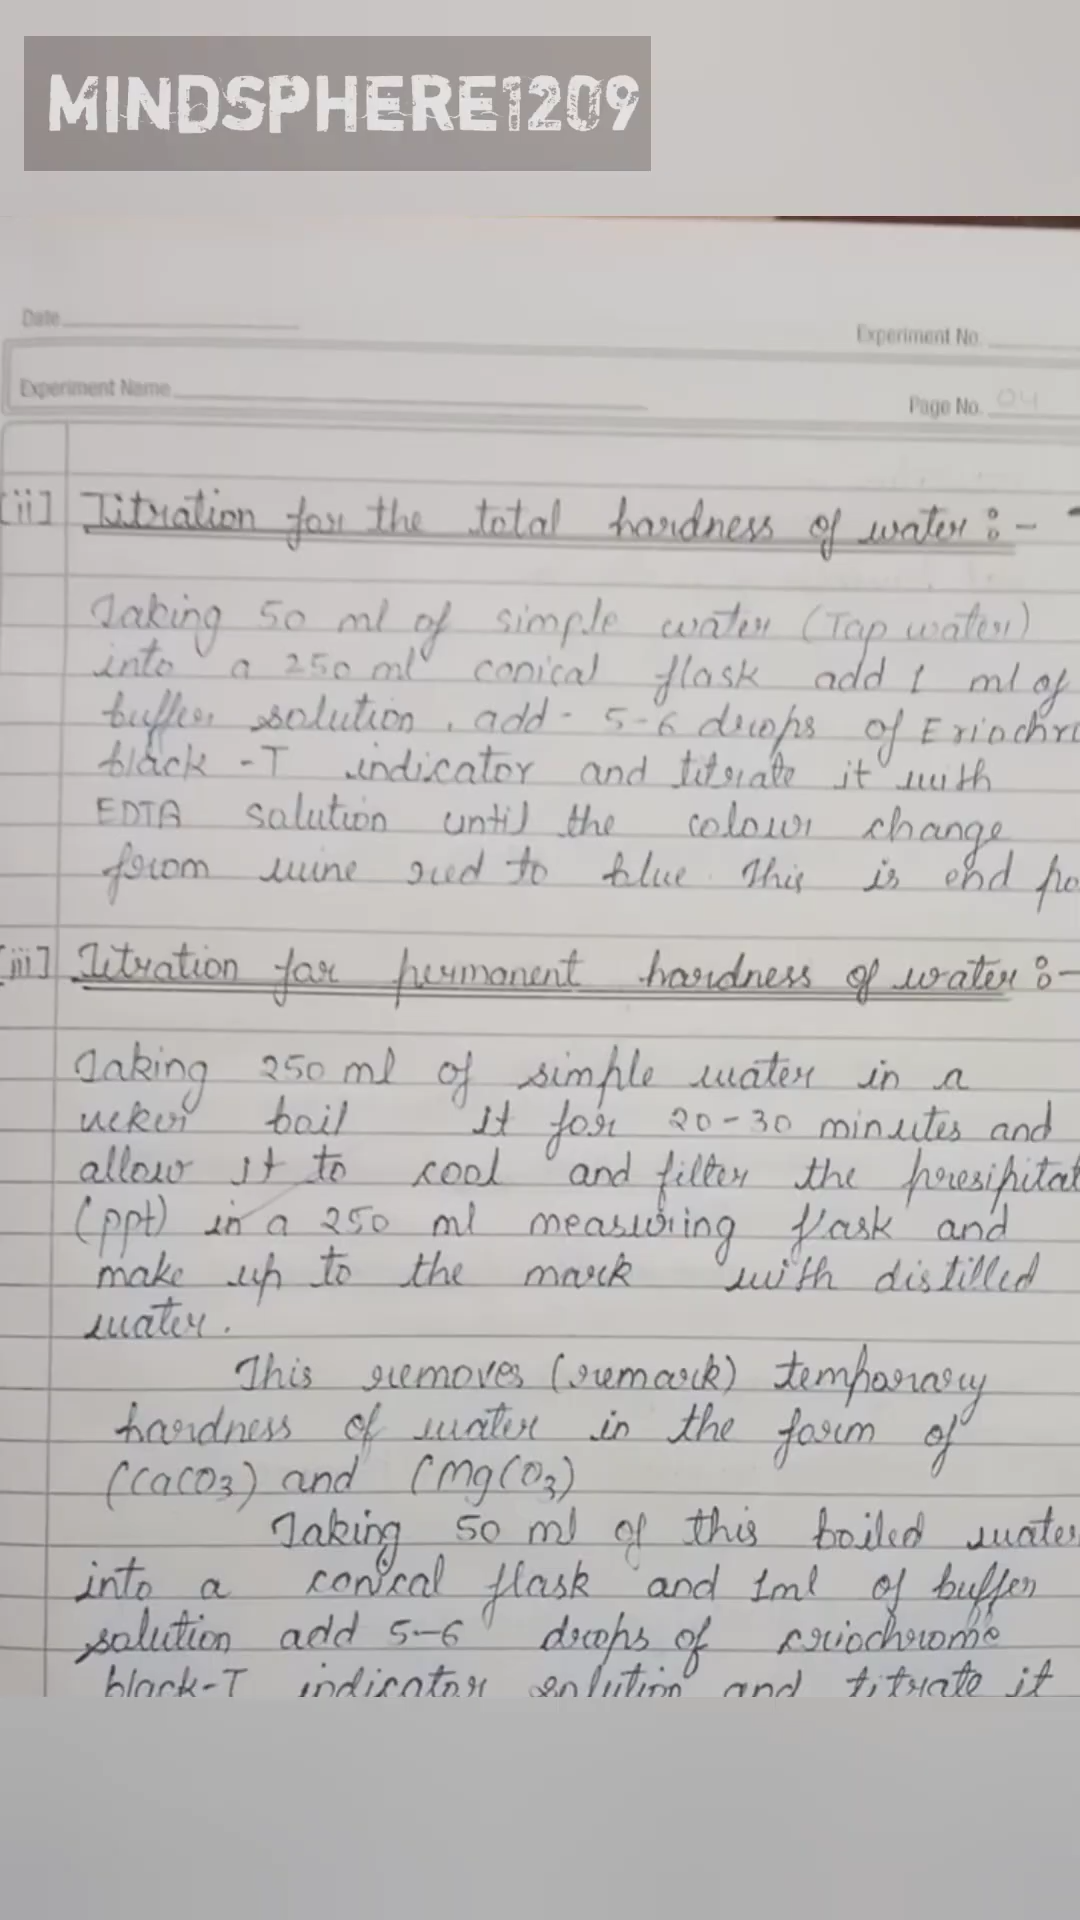 MINDSPHERE1209
Date
Experiment No.
Experiment Name
Page No. 04
[ii] Titration for the total hardness of water :-
Taking 50 ml of simple water (Tap water)
into a 250 ml conical flask add 1 ml of
buffer solution, add - 5-6 drops of Eriochro
black -T indicator and titrate it with
EDTA solution until the colour change
from wine red to blue. This is end po
[iii] Titration for permanent hardness of water :-
Taking 250 ml of simple water in a
boil it for 20-30 minutes and
allow it to cool and filter the presipitat
(ppt) in a 250 ml measuring flask and
make up to the mark with distilled
water.
This removes (remark) temporary
hardness of water in the form of
(CaCO3) and (MgCO3)
Taking 50 ml of this boiled water
into a conical flask and 1ml of buffer
solution add 5-6 drops of eriochrome
black-T indicator solution and titrate it